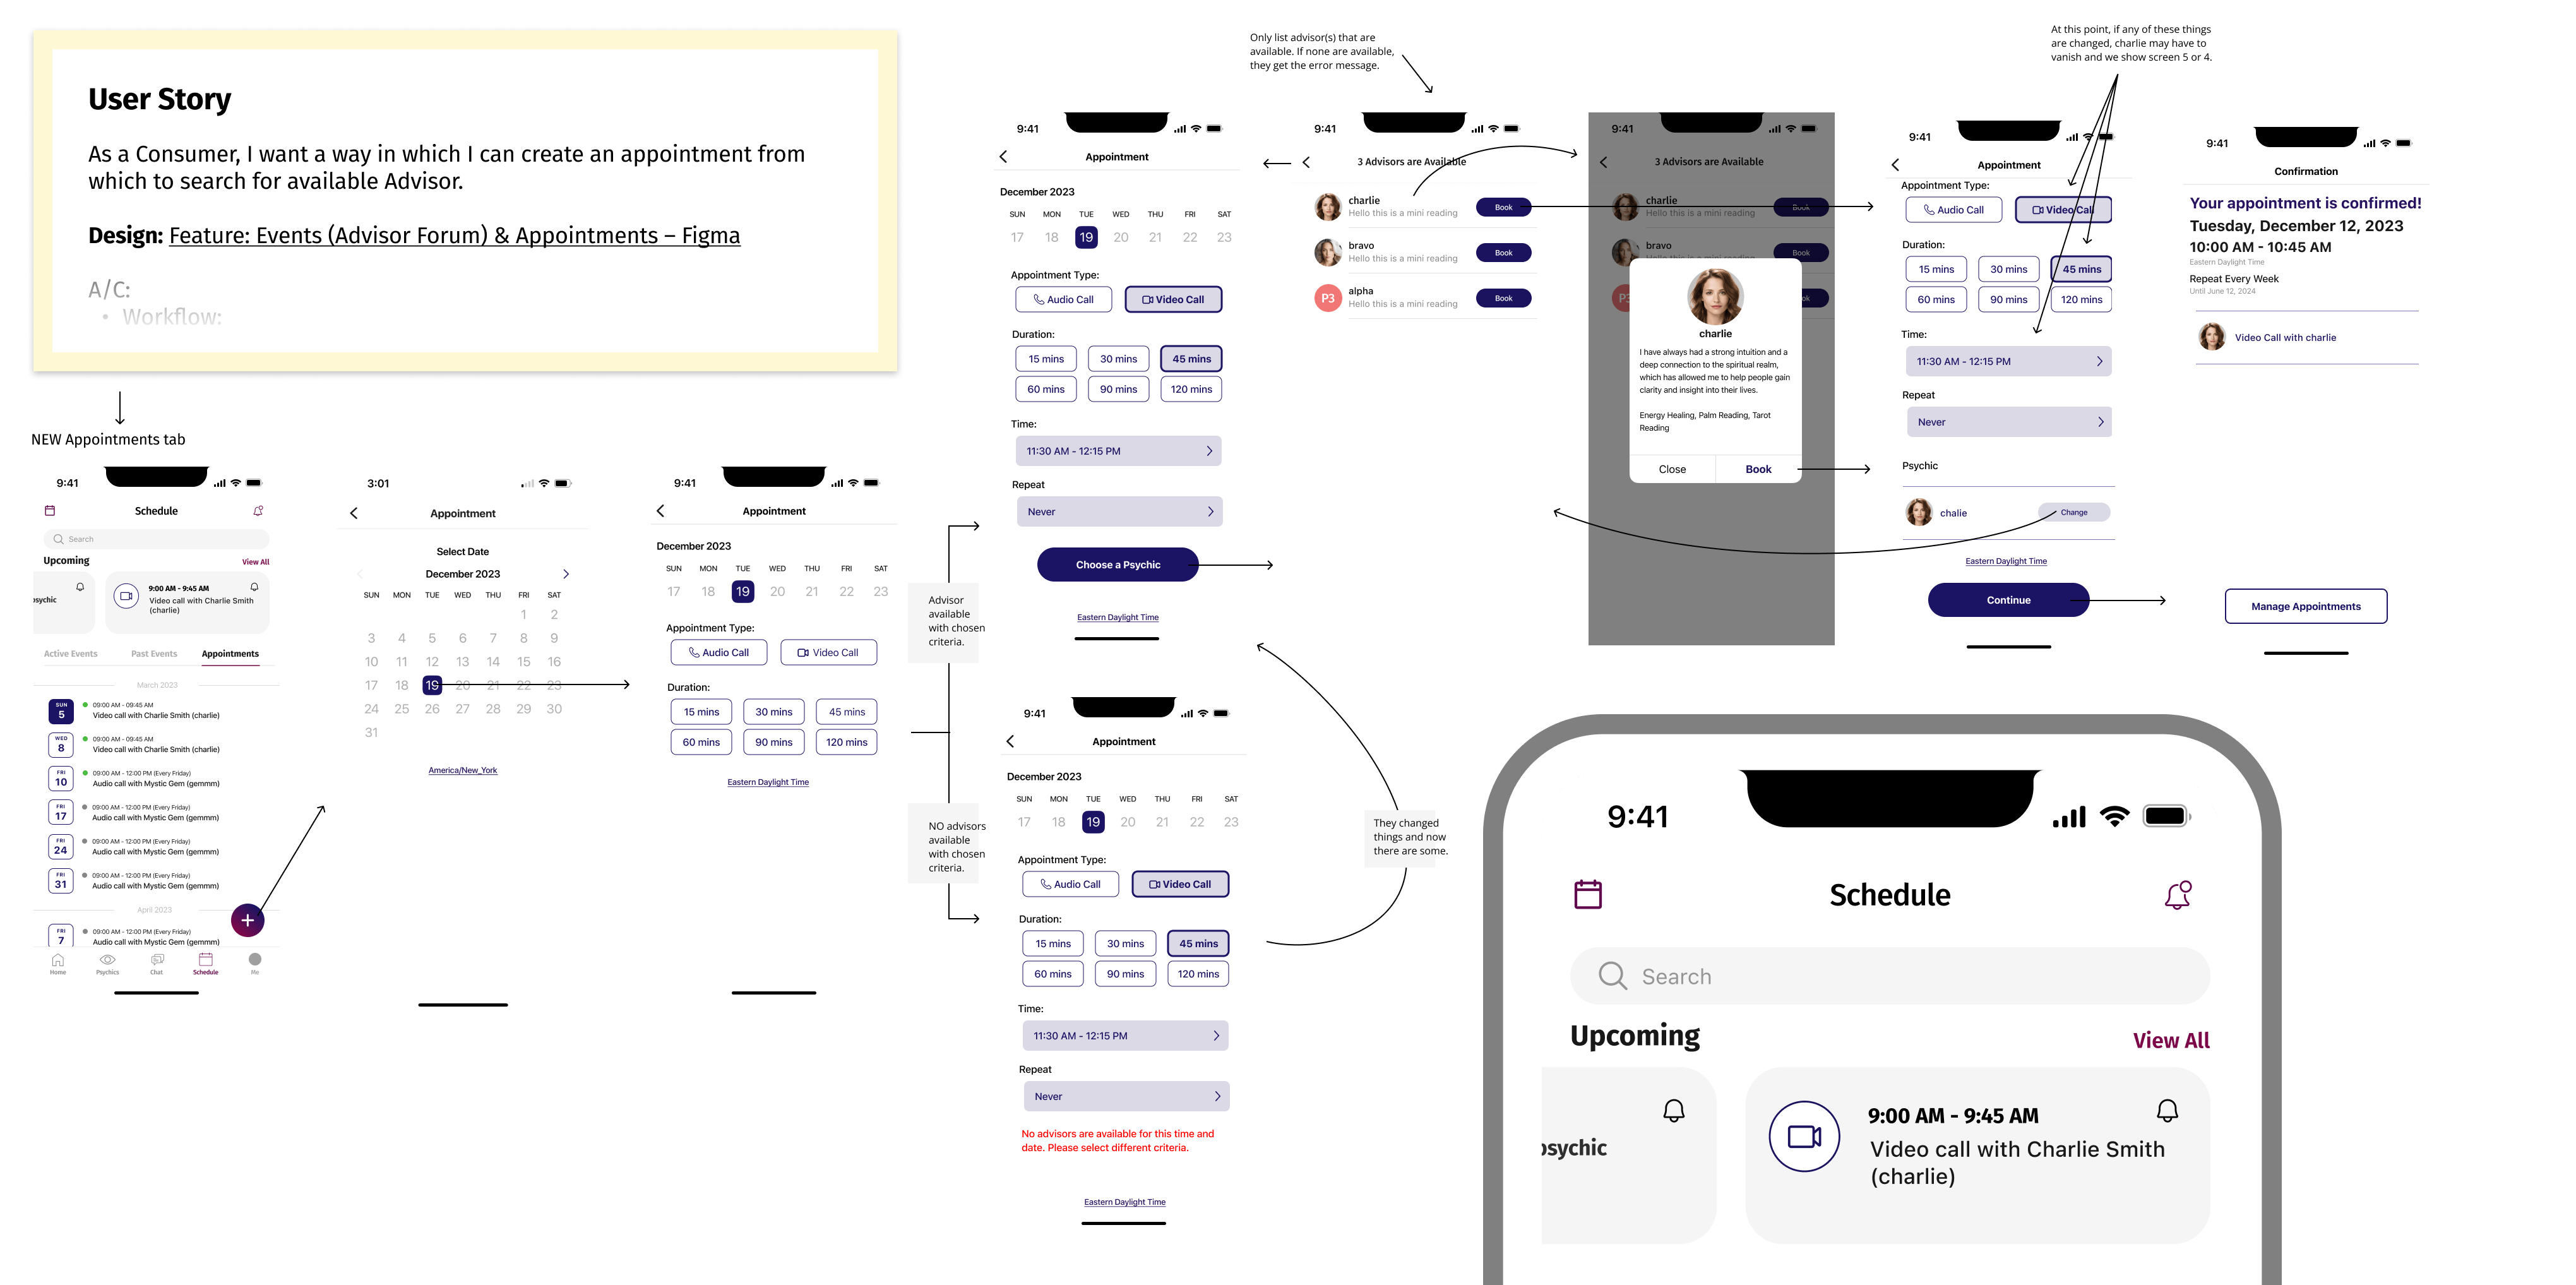 User Story
As a Consumer, I want a way in which I can create an appointment from
which to search for available Advisor.
Design: Feature: Events (Advisor Forum) & Appointments – Figma
A/C:
• Workflow:
NEW Appointments tab
9:41
Schedule
Search
Upcoming
View All
psychic
9:00 AM - 9:45 AM
Video call with Charlie Smith
(charlie)
Active Events Past Events Appointments
March 2023
SUN
5
09:00 AM - 09:45 AM
Video call with Charlie Smith (charlie)
WED
8
09:00 AM - 09:45 AM
Video call with Charlie Smith (charlie)
FRI
10
09:00 AM - 12:00 PM (Every Friday)
Audio call with Mystic Gem (gemmm)
FRI
17
09:00 AM - 12:00 PM (Every Friday)
Audio call with Mystic Gem (gemmm)
FRI
24
09:00 AM - 12:00 PM (Every Friday)
Audio call with Mystic Gem (gemmm)
FRI
31
09:00 AM - 12:00 PM (Every Friday)
Audio call with Mystic Gem (gemmm)
April 2023
FRI
7
09:00 AM - 12:00 PM (Every Friday)
Audio call with Mystic Gem (gemmm)
Home Psychics Chat Schedule Me
3:01
Appointment
Select Date
December 2023
SUN MON TUE WED THU FRI SAT
1 2
3 4 5 6 7 8 9
10 11 12 13 14 15 16
17 18 19 20 21 22 23
24 25 26 27 28 29 30
31
America/New_York
9:41
Appointment
December 2023
SUN MON TUE WED THU FRI SAT
17 18 19 20 21 22 23
Appointment Type:
Audio Call Video Call
Duration:
15 mins 30 mins 45 mins
60 mins 90 mins 120 mins
Eastern Daylight Time
Advisor
available
with chosen
criteria.
NO advisors
available
with chosen
criteria.
9:41
Appointment
December 2023
SUN MON TUE WED THU FRI SAT
17 18 19 20 21 22 23
Appointment Type:
Audio Call Video Call
Duration:
15 mins 30 mins 45 mins
60 mins 90 mins 120 mins
Time:
11:30 AM - 12:15 PM
Repeat
Never
Choose a Psychic
Eastern Daylight Time
9:41
Appointment
December 2023
SUN MON TUE WED THU FRI SAT
17 18 19 20 21 22 23
Appointment Type:
Audio Call Video Call
Duration:
15 mins 30 mins 45 mins
60 mins 90 mins 120 mins
Time:
11:30 AM - 12:15 PM
Repeat
Never
No advisors are available for this time and
date. Please select different criteria.
Eastern Daylight Time
They changed
things and now
there are some.
Only list advisor(s) that are
available. If none are available,
they get the error message.
9:41
3 Advisors are Available
charlie
Hello this is a mini reading
Book
bravo
Hello this is a mini reading
Book
P3
alpha
Hello this is a mini reading
Book
9:41
3 Advisors are Available
charlie
Hello this is a mini reading
Book
bravo
Hello this is a mini reading
P3
ok
charlie
I have always had a strong intuition and a
deep connection to the spiritual realm,
which has allowed me to help people gain
clarity and insight into their lives.
Energy Healing, Palm Reading, Tarot
Reading
Close Book
At this point, if any of these things
are changed, charlie may have to
vanish and we show screen 5 or 4.
9:41
Appointment
Appointment Type:
Audio Call Video Call
Duration:
15 mins 30 mins 45 mins
60 mins 90 mins 120 mins
Time:
11:30 AM - 12:15 PM
Repeat
Never
Psychic
chalie
Change
Eastern Daylight Time
Continue
9:41
Confirmation
Your appointment is confirmed!
Tuesday, December 12, 2023
10:00 AM - 10:45 AM
Eastern Daylight Time
Repeat Every Week
Until June 12, 2024
Video Call with charlie
Manage Appointments
9:41
Schedule
Search
Upcoming
View All
psychic
9:00 AM - 9:45 AM
Video call with Charlie Smith
(charlie)